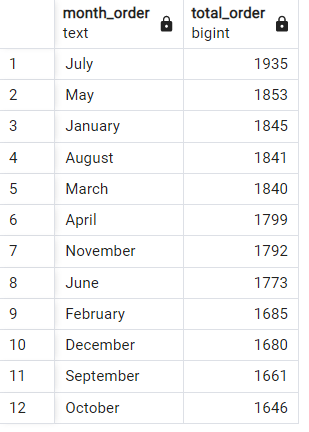 month_order total_order
text bigint
1 July 1935
2 May 1853
3 January 1845
4 August 1841
5 March 1840
6 April 1799
7 November 1792
8 June 1773
9 February 1685
10 December 1680
11 September 1661
12 October 1646